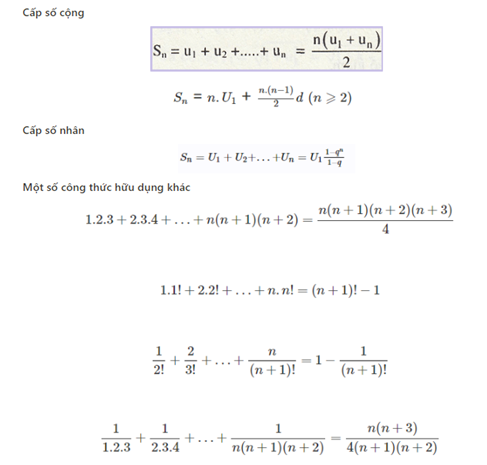 Cấp số cộng
Sₙ = u₁ + u₂ +.....+ uₙ = n(u₁ + uₙ)/2
Sₙ = n.U₁ + n.(n−1)/2 d (n ⩾ 2)
Cấp số nhân
Sₙ = U₁ + U₂+...+Uₙ = U₁ 1−qⁿ/1−q
Một số công thức hữu dụng khác
1.2.3 + 2.3.4 + ... + n(n + 1)(n + 2) = n(n + 1)(n + 2)(n + 3)/4
1.1! + 2.2! + ... + n.n! = (n + 1)! − 1
1/2! + 2/3! + ... + n/(n + 1)! = 1 − 1/(n + 1)!
1/1.2.3 + 1/2.3.4 + ... + 1/n(n + 1)(n + 2) = n(n + 3)/4(n + 1)(n + 2)